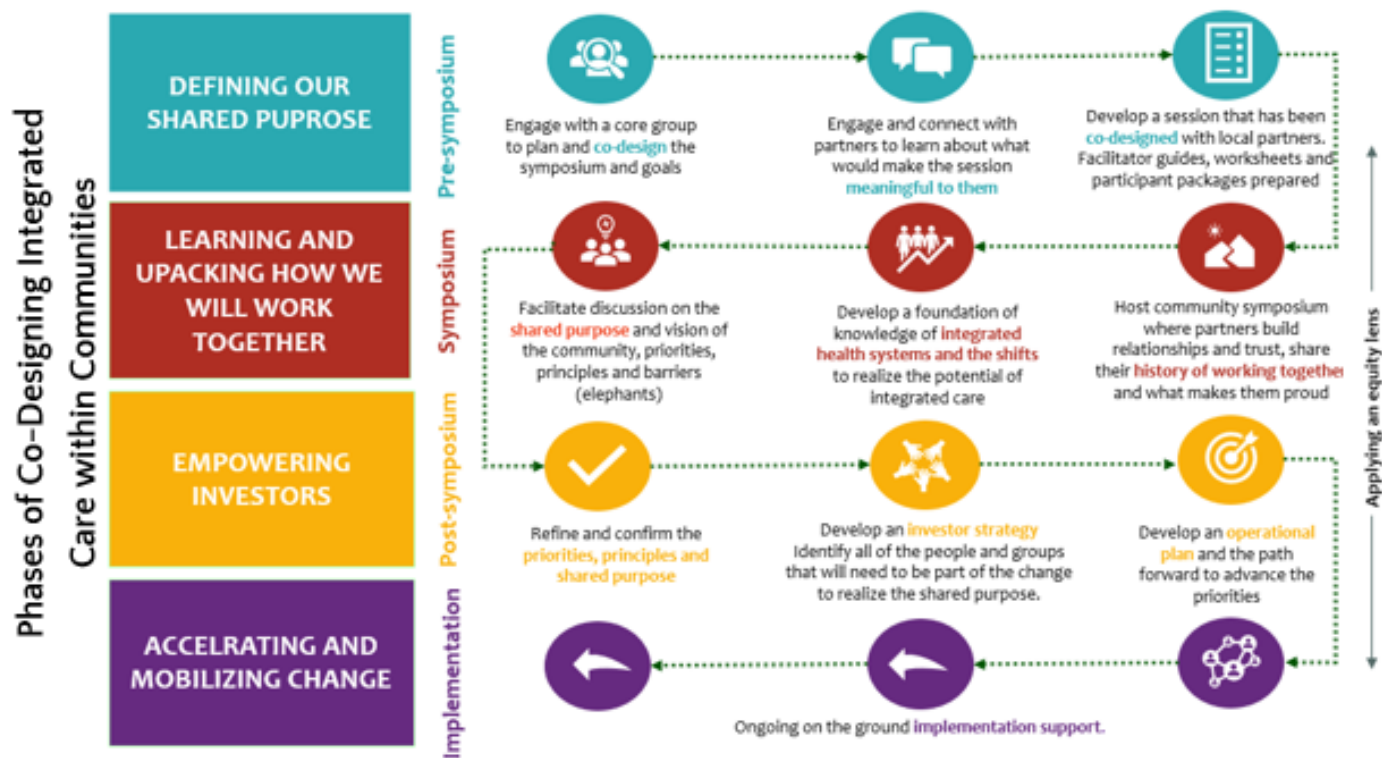 Phases of Co-Designing Integrated
Care within Communities
DEFINING OUR
SHARED PUPROSE
Pre-symposium
Engage with a core group
to plan and co-design the
symposium and goals
Engage and connect with
partners to learn about what
would make the session
meaningful to them
Develop a session that has been
co-designed with local partners.
Facilitator guides, worksheets and
participant packages prepared
LEARNING AND
UPACKING HOW WE
WILL WORK
TOGETHER
Symposium
Facilitate discussion on the
shared purpose and vision of
the community, priorities,
principles and barriers
(elephants)
Develop a foundation of
knowledge of integrated
health systems and the shifts
to realize the potential of
integrated care
Host community symposium
where partners build
relationships and trust, share
their history of working together
and what makes them proud
EMPOWERING
INVESTORS
Post-symposium
Refine and confirm the
priorities, principles and
shared purpose
Develop an investor strategy
Identify all of the people and groups
that will need to be part of the change
to realize the shared purpose.
Develop an operational
plan and the path
forward to advance the
priorities
ACCELRATING AND
MOBILIZING CHANGE
Implementation
Ongoing on the ground implementation support.
Applying an equity lens